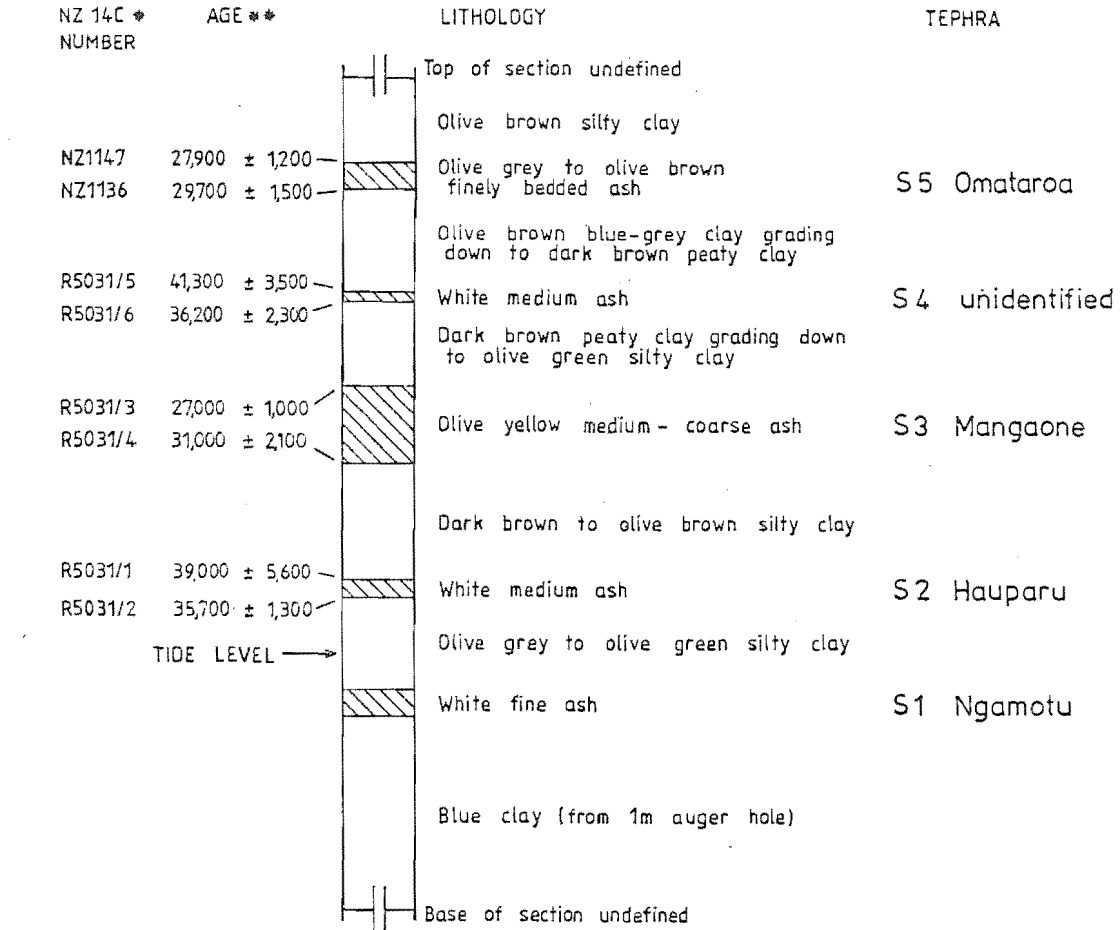 NZ 14C * AGE ** LITHOLOGY TEPHRA
NUMBER
Top of section undefined
Olive brown silty clay
NZ1147 27,900 ± 1,200
Olive grey to olive brown
finely bedded ash
NZ1136 29,700 ± 1,500
S5 Omataroa
Olive brown blue-grey clay grading
down to dark brown peaty clay
R5031/5 41,300 ± 3,500
White medium ash
S4 unidentified
R5031/6 36,200 ± 2,300
Dark brown peaty clay grading down
to olive green silty clay
R5031/3 27,000 ± 1,000
Olive yellow medium - coarse ash
S3 Mangaone
R5031/4 31,000 ± 2,100
Dark brown to olive brown silty clay
R5031/1 39,000 ± 5,600
White medium ash
S2 Hauparu
R5031/2 35,700 ± 1,300
Olive grey to olive green silty clay
TIDE LEVEL
White fine ash
S1 Ngamotu
Blue clay (from 1m auger hole)
Base of section undefined